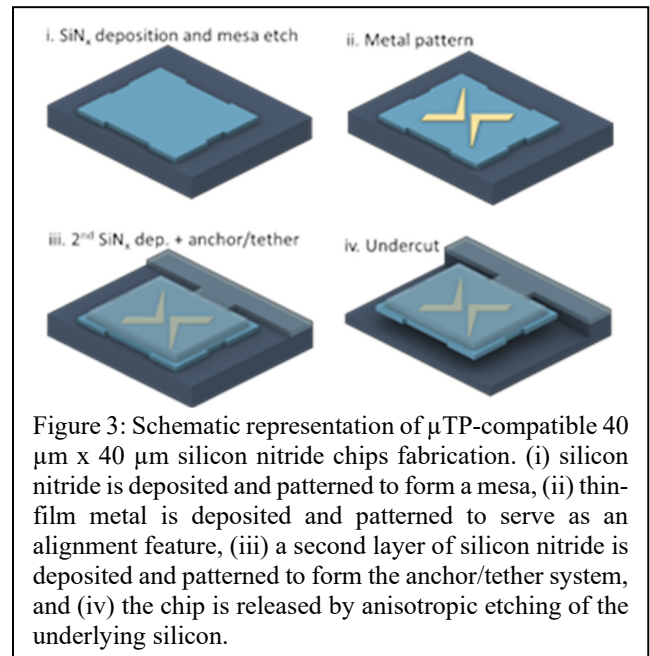 i. SiNx deposition and mesa etch
ii. Metal pattern
iii. 2nd SiNx dep. + anchor/tether
iv. Undercut
Figure 3: Schematic representation of μTP-compatible 40
μm x 40 μm silicon nitride chips fabrication. (i) silicon
nitride is deposited and patterned to form a mesa, (ii) thin-
film metal is deposited and patterned to serve as an
alignment feature, (iii) a second layer of silicon nitride is
deposited and patterned to form the anchor/tether system,
and (iv) the chip is released by anisotropic etching of the
underlying silicon.